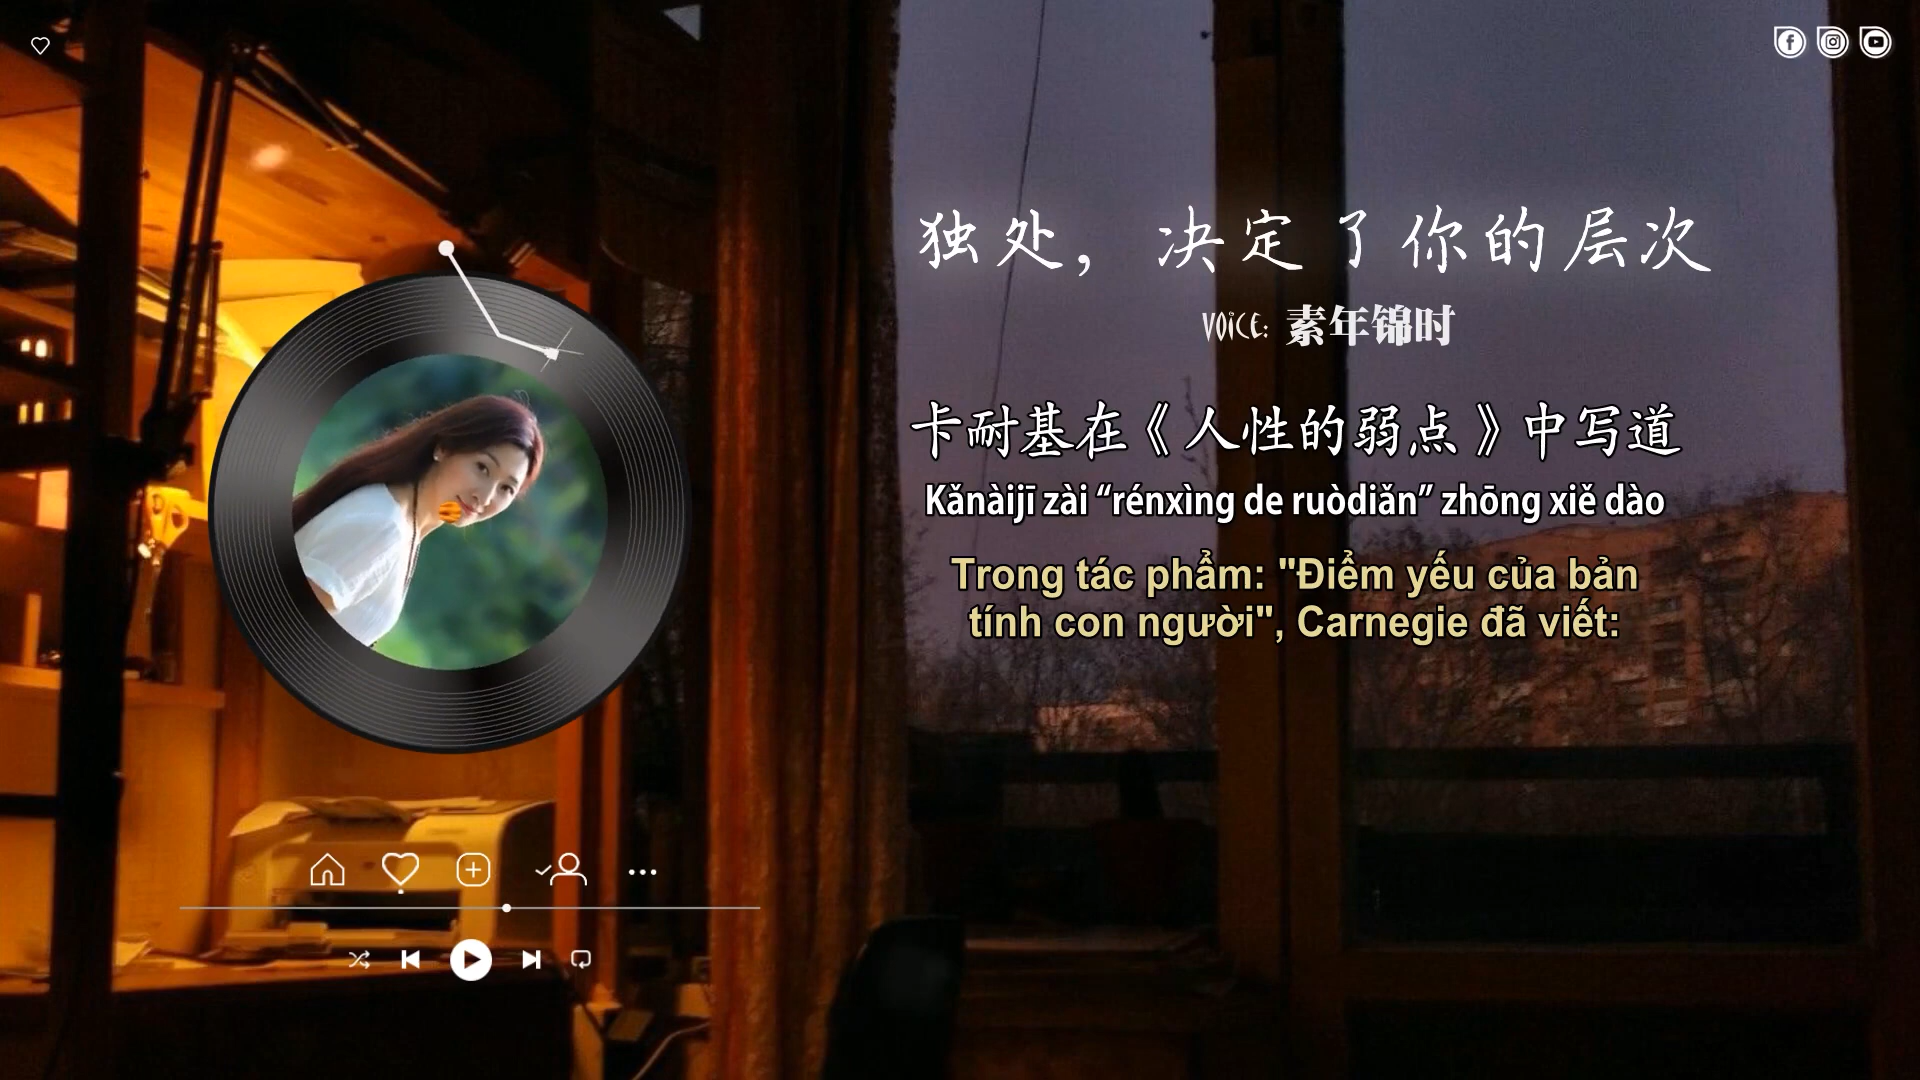 独处，决定了你的层次
VOiCE: 素年锦时
卡耐基在《人性的弱点》中写道
Kǎnàijī zài “rénxìng de ruòdiǎn” zhōng xiě dào
Trong tác phẩm: "Điểm yếu của bản
tính con người", Carnegie đã viết: